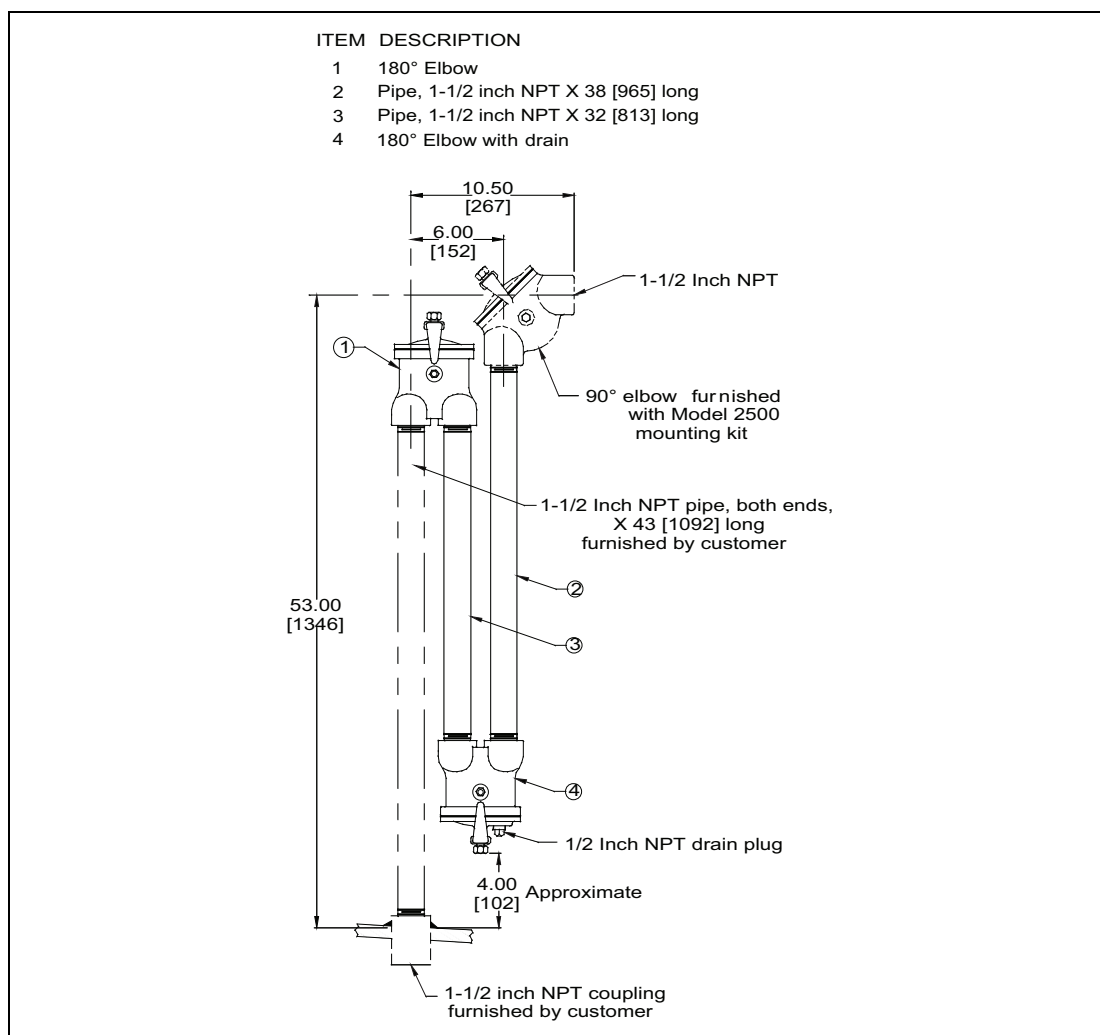 ITEM DESCRIPTION
1 180° Elbow
2 Pipe, 1-1/2 inch NPT X 38 [965] long
3 Pipe, 1-1/2 inch NPT X 32 [813] long
4 180° Elbow with drain
10.50
[267]
6.00
[152]
1-1/2 Inch NPT
1
90° elbow furnished
with Model 2500
mounting kit
1-1/2 Inch NPT pipe, both ends,
X 43 [1092] long
furnished by customer
2
53.00
[1346]
3
4
1/2 Inch NPT drain plug
4.00
[102]
Approximate
1-1/2 inch NPT coupling
furnished by customer